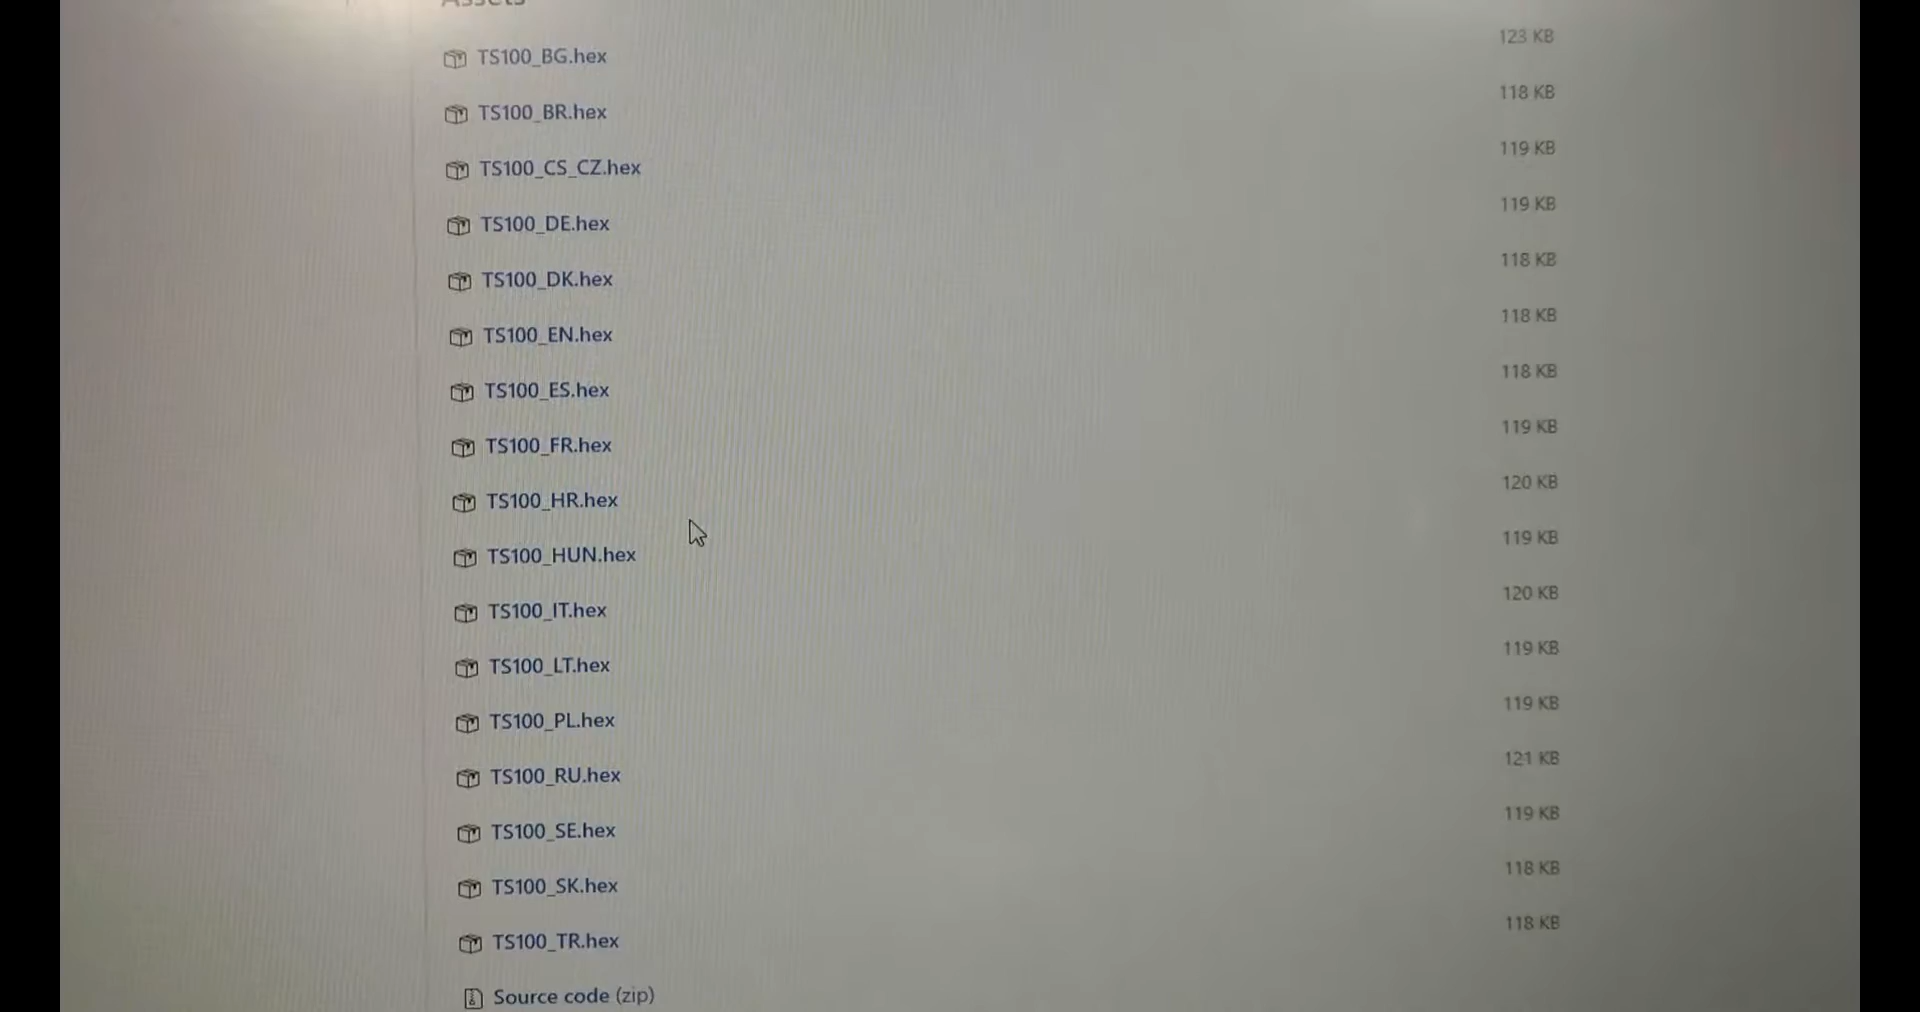 Assets
TS100_BG.hex 123 KB
TS100_BR.hex 118 KB
TS100_CS_CZ.hex 119 KB
TS100_DE.hex 119 KB
TS100_DK.hex 118 KB
TS100_EN.hex 118 KB
TS100_ES.hex 118 KB
TS100_FR.hex 119 KB
TS100_HR.hex 120 KB
TS100_HUN.hex 119 KB
TS100_IT.hex 120 KB
TS100_LT.hex 119 KB
TS100_PL.hex 119 KB
TS100_RU.hex 121 KB
TS100_SE.hex 119 KB
TS100_SK.hex 118 KB
TS100_TR.hex 118 KB
Source code (zip)